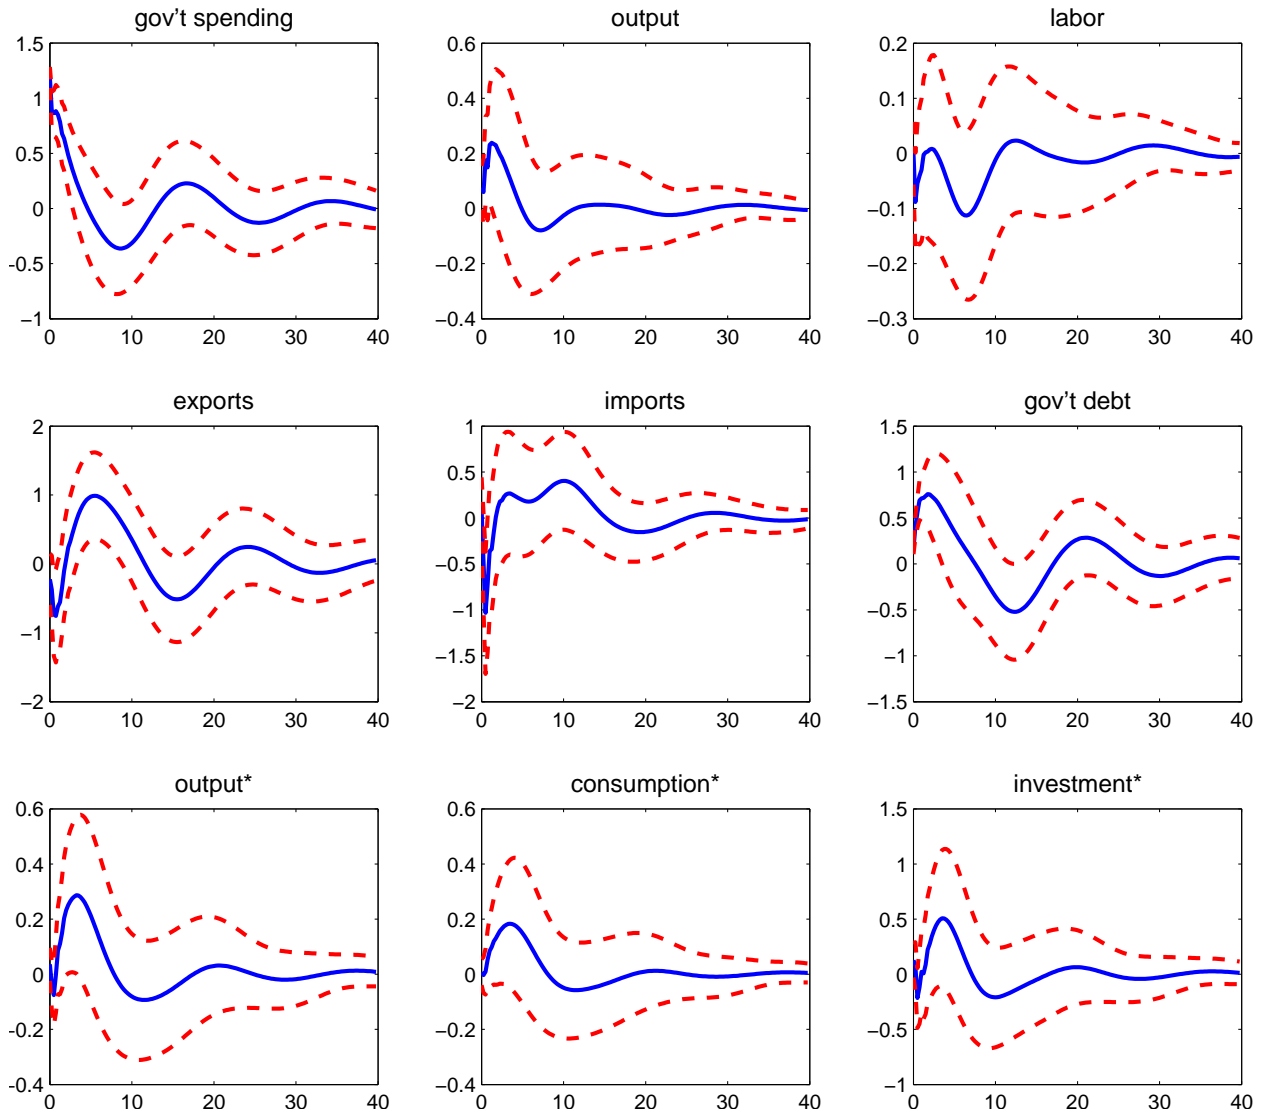 gov't spending output labor
1.5 0.6 0.2
1 0.4 0.1
0.5 0.2 0
0 0 −0.1
−0.5 −0.2 −0.2
−1 −0.4 −0.3
0 10 20 30 40 0 10 20 30 40 0 10 20 30 40
exports imports gov't debt
2 1 1.5
1 0.5 1
0 0 0.5
−1 −0.5 0
−2 −1 −0.5
−1.5 −1
−2 −1.5
0 10 20 30 40 0 10 20 30 40 0 10 20 30 40
output* consumption* investment*
0.6 0.6 1.5
0.4 0.4 1
0.2 0.2 0.5
0 0 0
−0.2 −0.2 −0.5
−0.4 −0.4 −1
0 10 20 30 40 0 10 20 30 40 0 10 20 30 40